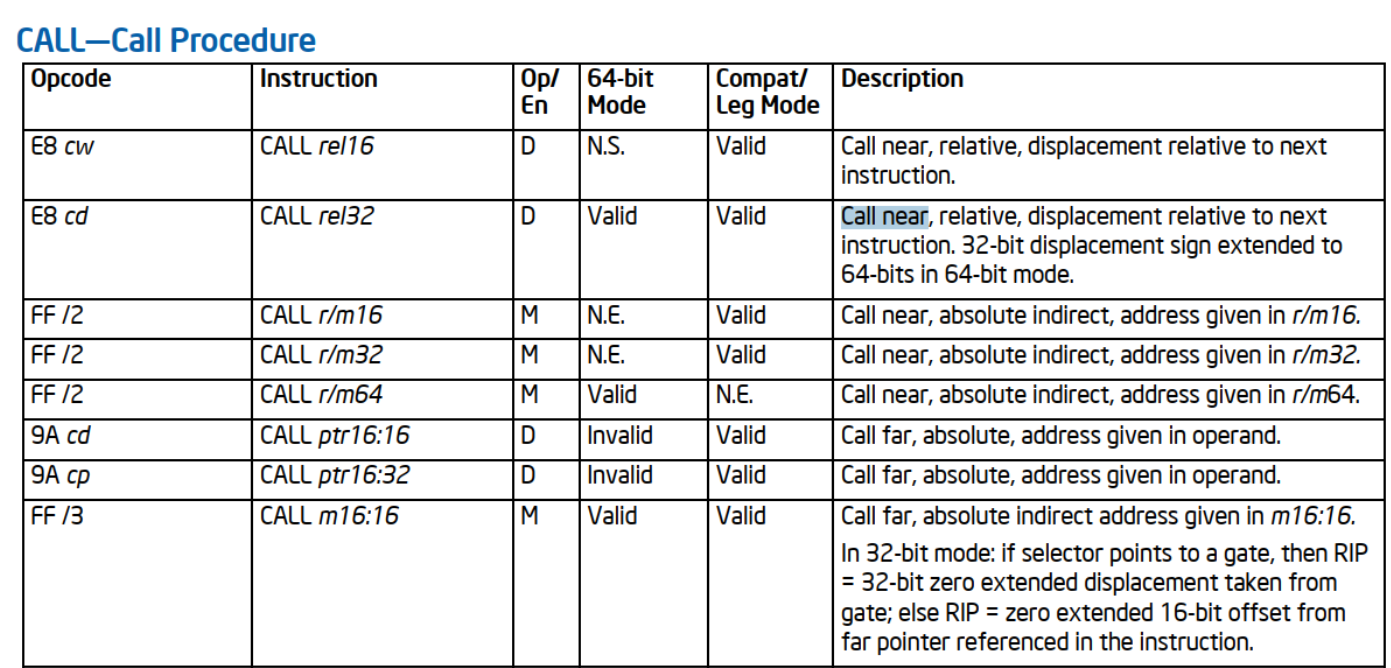 CALL—Call Procedure
Opcode Instruction Op/ 64-bit Compat/ Description
En Mode Leg Mode
E8 cw CALL rel16 D N.S. Valid Call near, relative, displacement relative to next
instruction.
E8 cd CALL rel32 D Valid Valid Call near, relative, displacement relative to next
instruction. 32-bit displacement sign extended to
64-bits in 64-bit mode.
FF /2 CALL r/m16 M N.E. Valid Call near, absolute indirect, address given in r/m16.
FF /2 CALL r/m32 M N.E. Valid Call near, absolute indirect, address given in r/m32.
FF /2 CALL r/m64 M Valid N.E. Call near, absolute indirect, address given in r/m64.
9A cd CALL ptr16:16 D Invalid Valid Call far, absolute, address given in operand.
9A cp CALL ptr16:32 D Invalid Valid Call far, absolute, address given in operand.
FF /3 CALL m16:16 M Valid Valid Call far, absolute indirect address given in m16:16.
In 32-bit mode: if selector points to a gate, then RIP
= 32-bit zero extended displacement taken from
gate; else RIP = zero extended 16-bit offset from
far pointer referenced in the instruction.